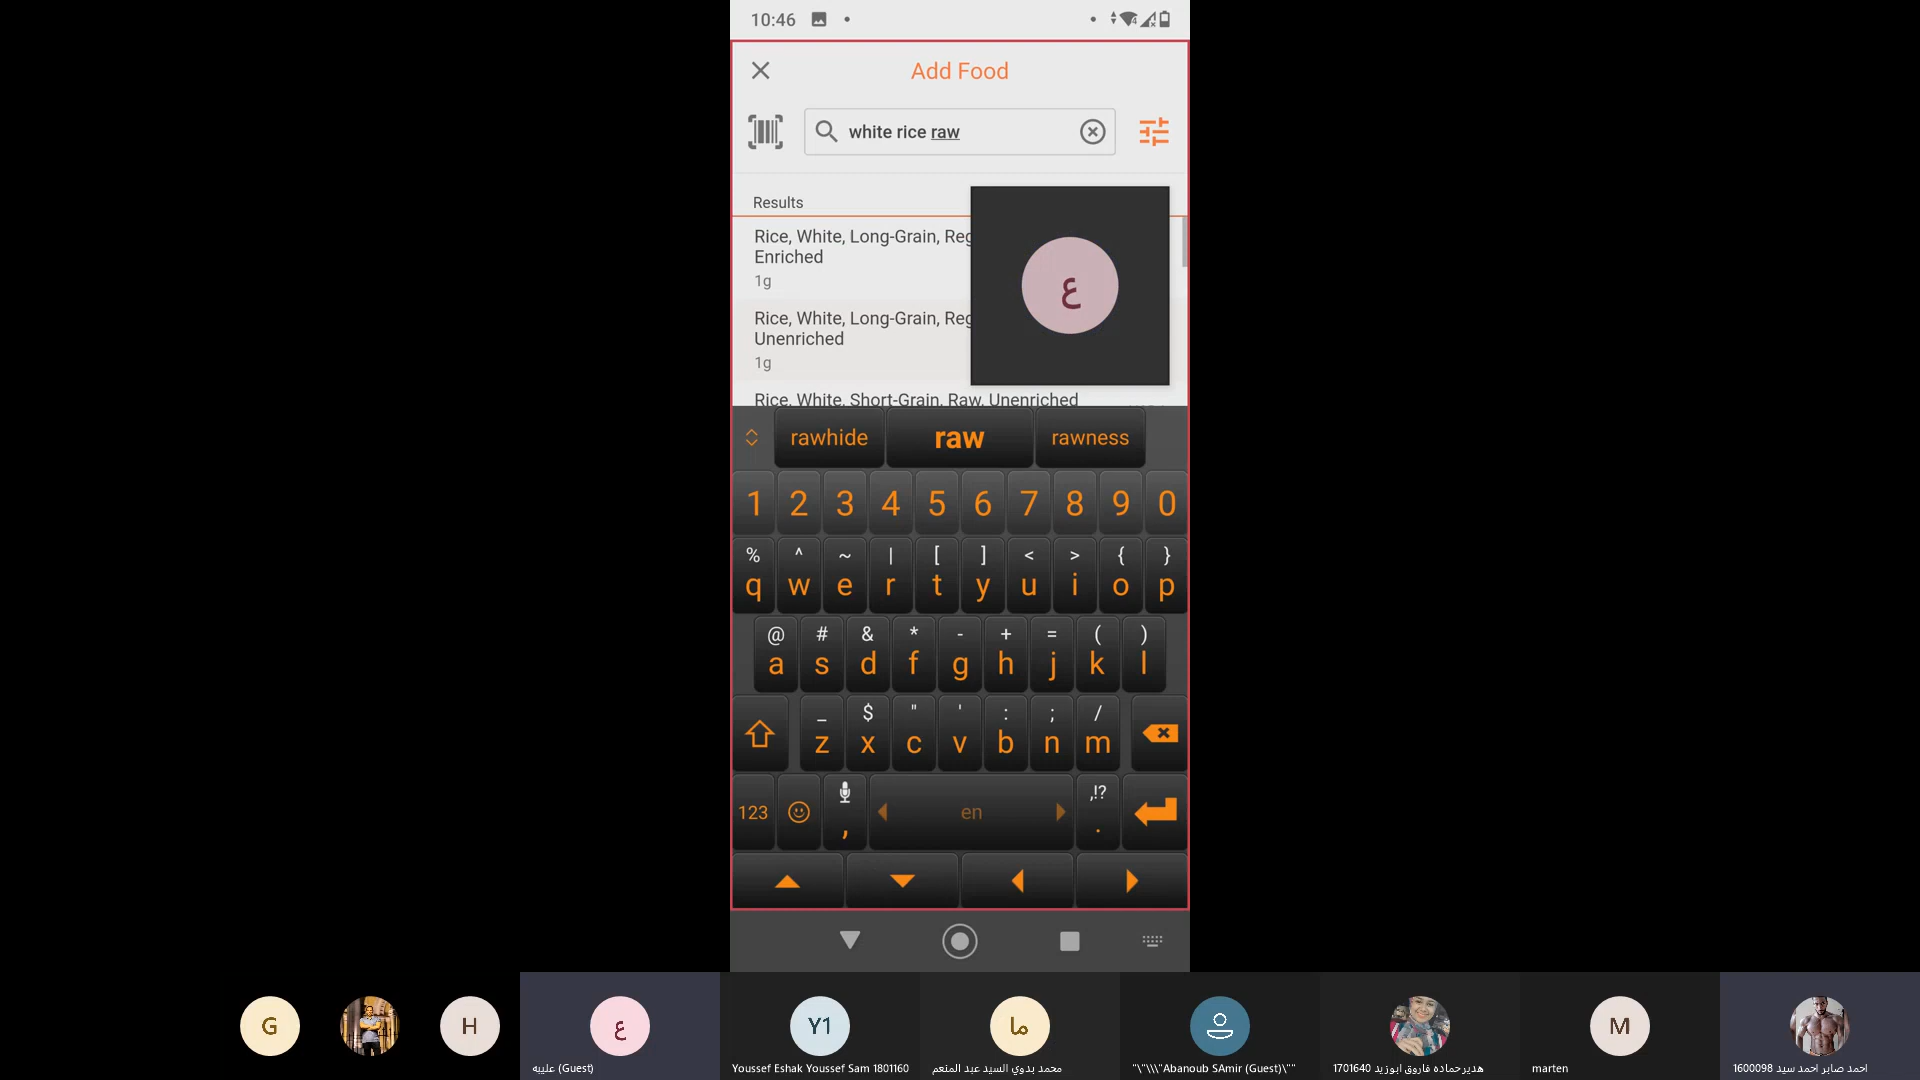 10:46
Add Food
white rice raw
Results
Rice, White, Long-Grain, Reg
Enriched
1g
ع
Rice, White, Long-Grain, Reg
Unenriched
1g
Rice, White, Short-Grain, Raw, Unenriched
rawhide raw rawness
1 2 3 4 5 6 7 8 9 0
% ^ ~ | [ ] < > { }
q w e r t y u i o p
@ # & * - + = ( )
a s d f g h j k l
_ $ " ' : ; /
z x c v b n m
123 , en ,!? .
G H ع Y1 ما M
عليبه (Guest)
Youssef Eshak Youssef Sam 1801160
محمد بدوي السيد عبد المنعم
"\"\\\"Abanoub SAmir (Guest)\""
هديرحماده فاروق ابوزيد 1701640
marten
احمد صابر احمد سيد 1600098